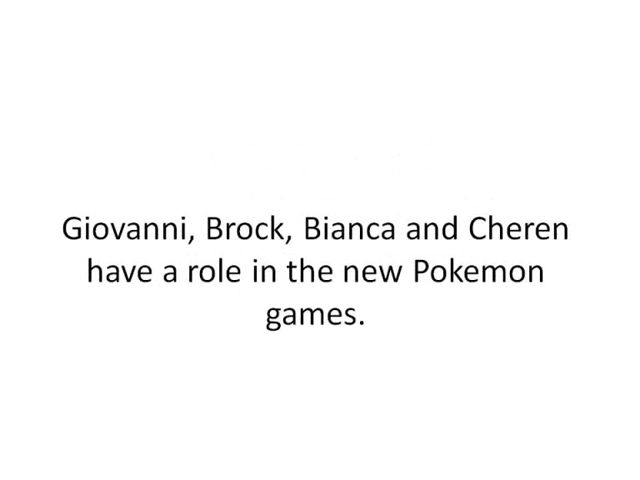 Giovanni, Brock, Bianca and Cheren
have a role in the new Pokemon
games.